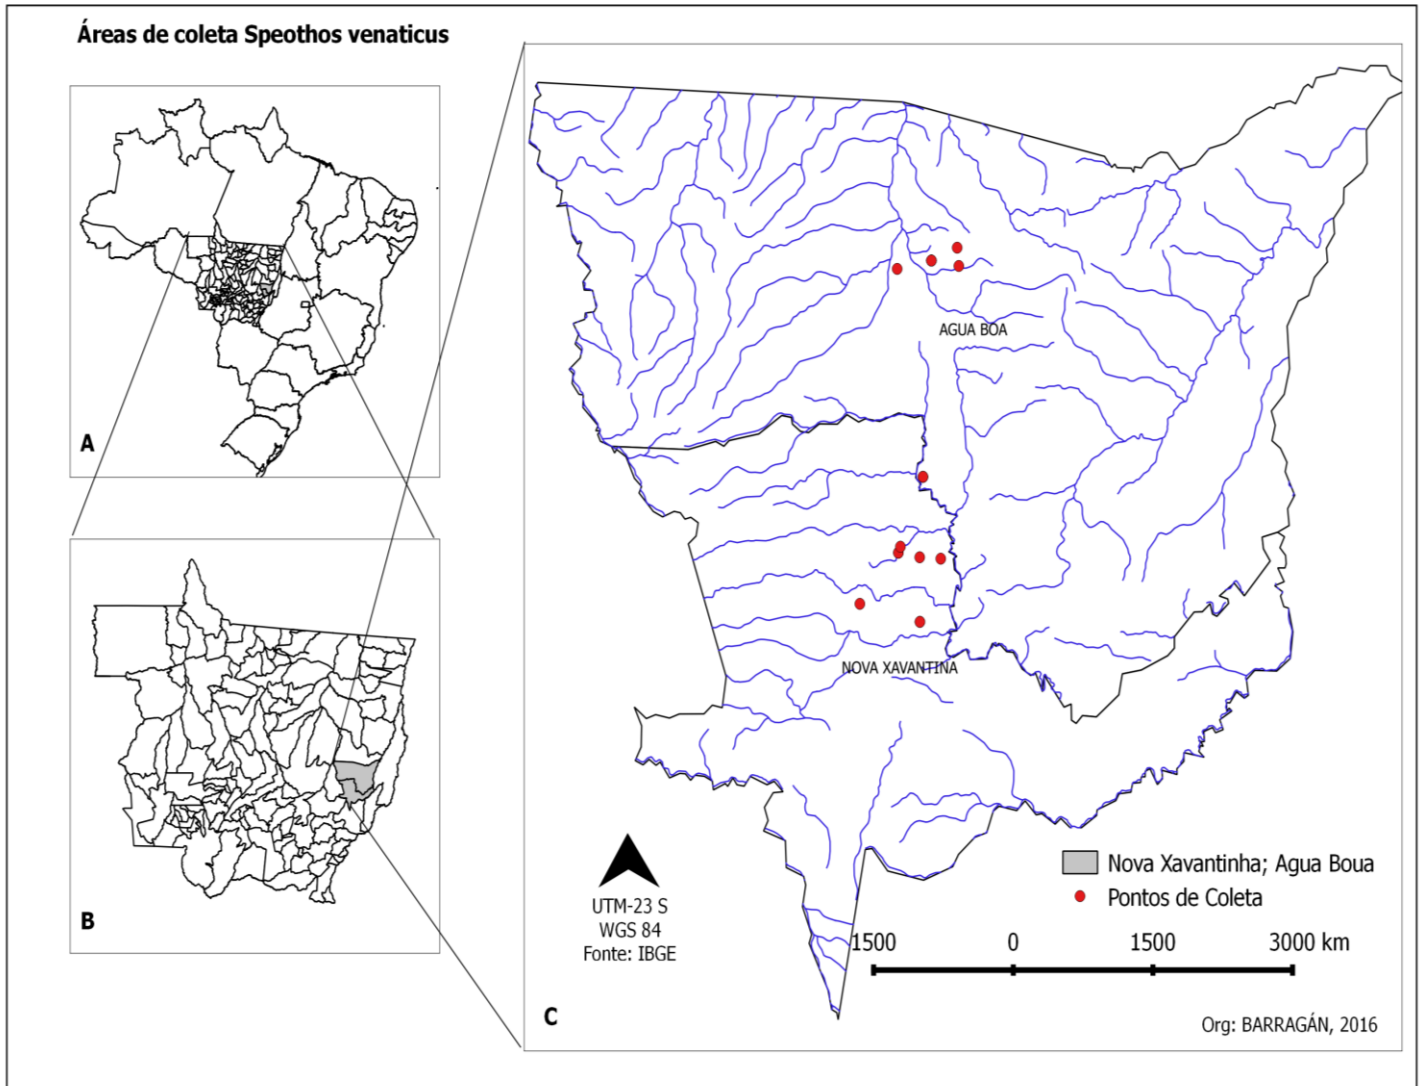 Áreas de coleta Speothos venaticus
A
B
AGUA BOA
NOVA XAVANTINA
UTM-23 S
WGS 84
Fonte: IBGE
Nova Xavantinha; Agua Boua
Pontos de Coleta
1500 0 1500 3000 km
C
Org: BARRAGÁN, 2016